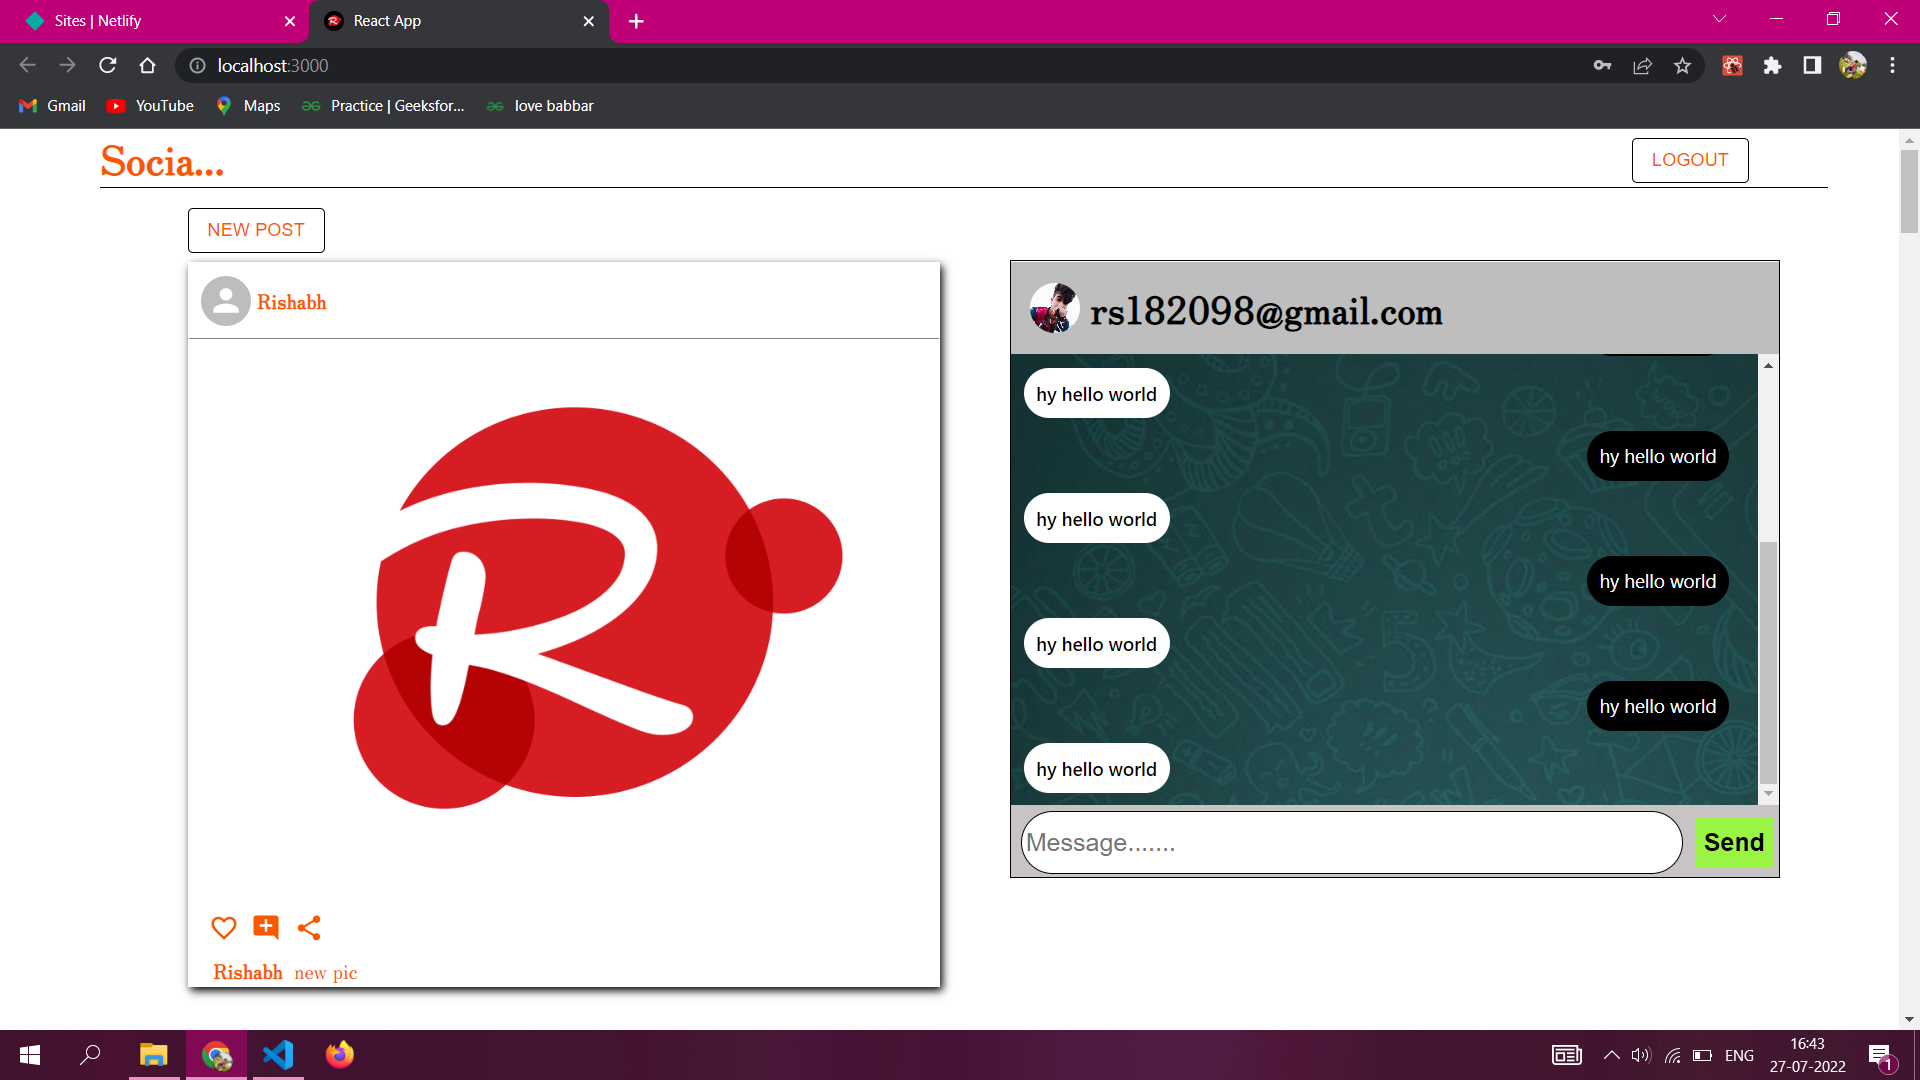 Sites | Netlify
React App
localhost:3000
Gmail
YouTube
Maps
Practice | Geeksfor...
love babbar
Socia...
LOGOUT
NEW POST
Rishabh
R
Rishabh new pic
rs182098@gmail.com
hy hello world
hy hello world
hy hello world
hy hello world
hy hello world
hy hello world
hy hello world
Message.......
Send
ENG
16:43
27-07-2022
1